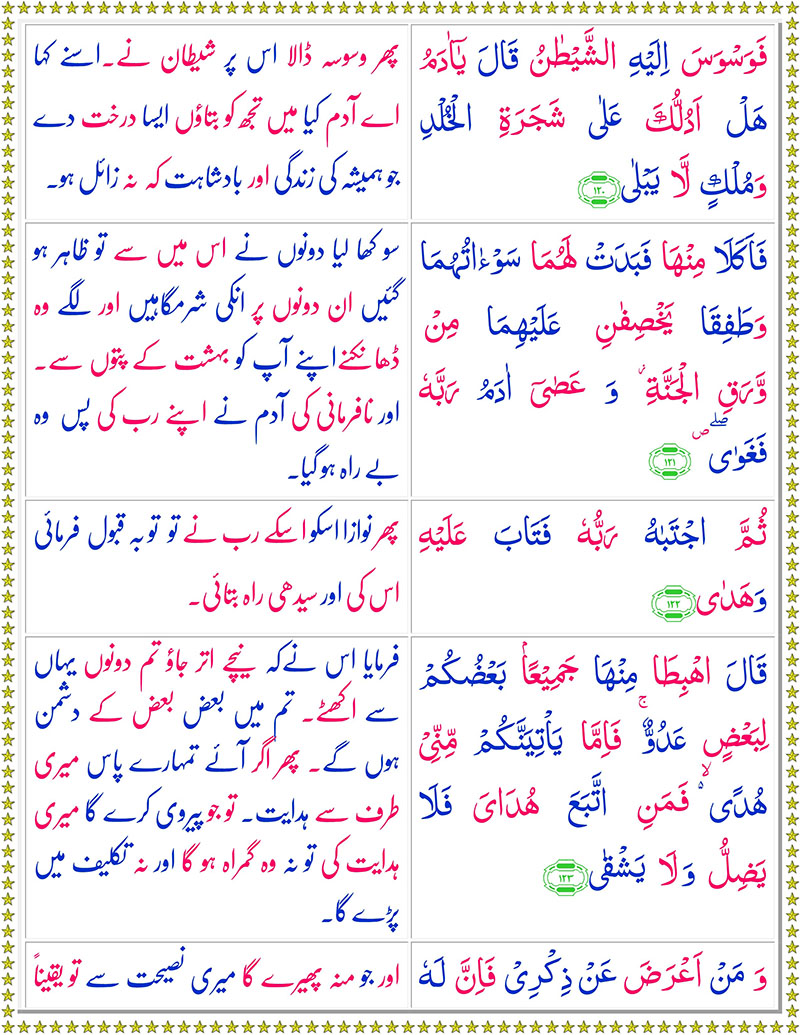 فَوَسْوَسَ اِلَيْهِ الشَّيْطٰنُ قَالَ يٰٓاٰدَمُ
هَلْ اَدُلُّكَ عَلٰى شَجَرَةِ الْخُلْدِ
وَمُلْكٍ لَّا يَبْلٰى ۱۲۰
پھر وسوسہ ڈالا اس پر شیطان نے۔ اسنے کہا
اے آدم کیا میں تجھ کو بتاؤں ایسا درخت دے
جو ہمیشہ کی زندگی اور بادشاہت کہ نہ زائل ہو۔
فَاَكَلَا مِنْهَا فَبَدَتْ لَهُمَا سَوْءٰاتُهُمَا
وَطَفِقَا يَخْصِفٰنِ عَلَيْهِمَا مِنْ
وَّرَقِ الْجَنَّةِ ۡ وَ عَصٰىٓ اٰدَمُ رَبَّهٗ
فَغَوٰى ۖ ص ۱۲۱
سو کھا لیا دونوں نے اس میں سے تو ظاہر ہو
گئیں ان دونوں پر انکی شرمگاہیں اور لگے وہ
ڈھانکنے اپنے آپ کو بہشت کے پتوں سے۔
اور نافرمانی کی آدم نے اپنے رب کی پس وہ
بے راہ ہوگیا۔
ثُمَّ اجْتَبٰهُ رَبُّهٗ فَتَابَ عَلَيْهِ
وَهَدٰى ۱۲۲
پھر نوازا اسکو اسکے رب نے تو توبہ قبول فرمائی
اس کی اور سیدھی راہ بتائی۔
قَالَ اهْبِطَا مِنْهَا جَمِيْعًۢا بَعْضُكُمْ
لِبَعْضٍ عَدُوٌّ ۚ فَاِمَّا يَاْتِيَنَّكُمْ مِّنِّىْ
هُدًى ۙ فَمَنِ اتَّبَعَ هُدَاىَ فَلَا
يَضِلُّ وَلَا يَشْقٰى ۱۲۳
فرمایا اس نے کہ نیچے اتر جاؤ تم دونوں یہاں
سے اکھٹے۔ تم میں بعض بعض کے دشمن
ہوں گے۔ پھر اگر آئے تمہارے پاس میری
طرف سے ہدایت۔ تو جو پیروی کرے گا میری
ہدایت کی تو نہ وہ گمراہ ہو گا اور نہ تکلیف میں
پڑے گا۔
وَ مَنْ اَعْرَضَ عَنْ ذِكْرِىْ فَاِنَّ لَهٗ
اور جو منہ پھیرے گا میری نصیحت سے تو یقیناً